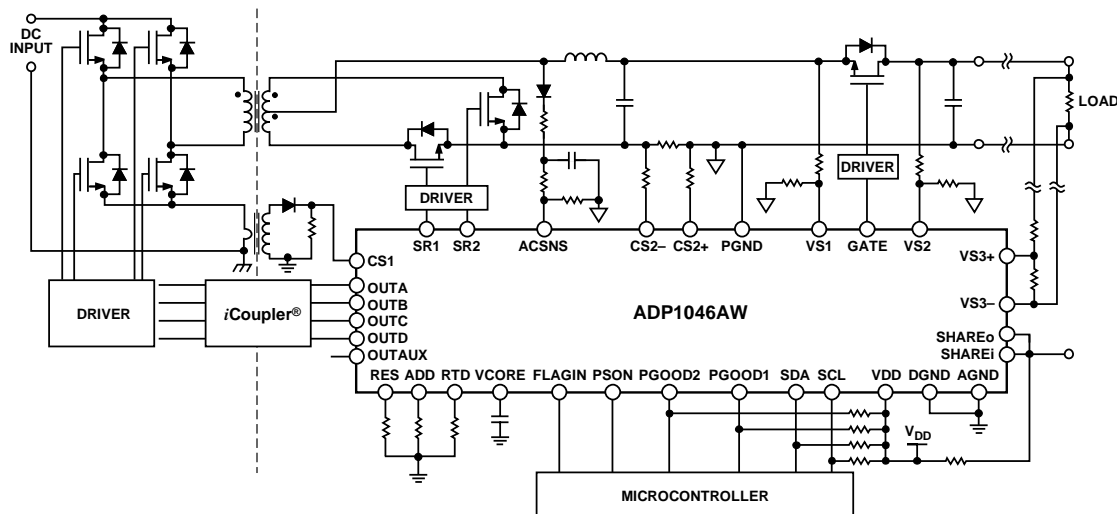 DC
INPUT
LOAD
DRIVER
DRIVER
SR1 SR2 ACSNS CS2– CS2+ PGND VS1 GATE VS2
CS1
VS3+
OUTA
OUTB
OUTC
OUTD
OUTAUX
DRIVER
iCoupler®
ADP1046AW
VS3–
SHAREo
SHAREi
RES ADD RTD VCORE FLAGIN PSON PGOOD2 PGOOD1 SDA SCL VDD DGND AGND
VDD
MICROCONTROLLER